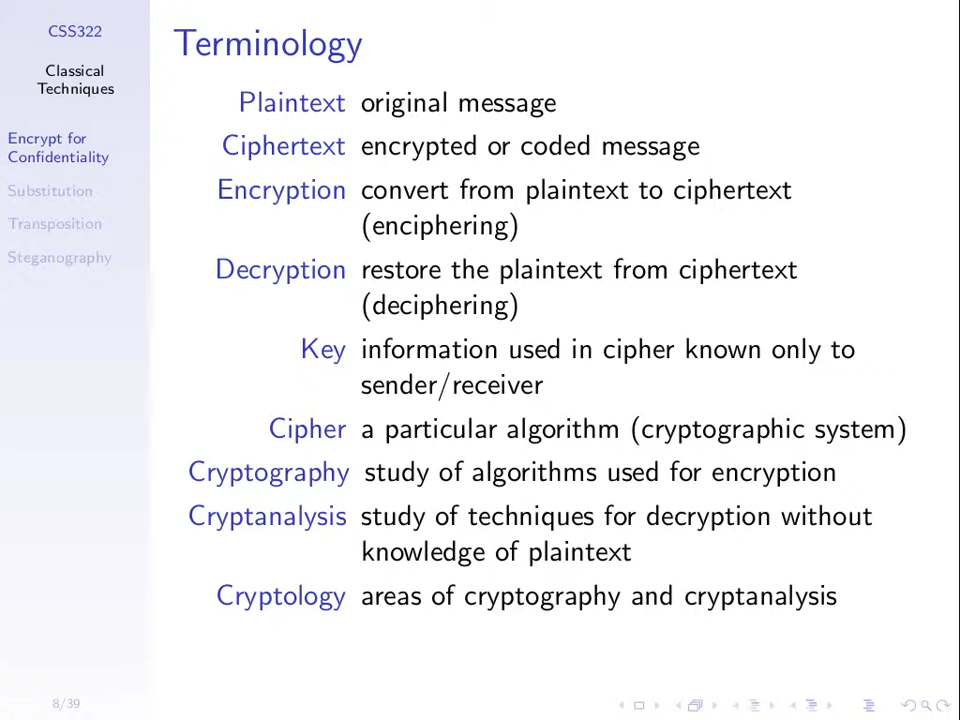 CSS322
Classical
Techniques
Encrypt for
Confidentiality
Substitution
Transposition
Steganography
8/39
Terminology
Plaintext original message
Ciphertext encrypted or coded message
Encryption convert from plaintext to ciphertext
(enciphering)
Decryption restore the plaintext from ciphertext
(deciphering)
Key information used in cipher known only to
sender/receiver
Cipher a particular algorithm (cryptographic system)
Cryptography study of algorithms used for encryption
Cryptanalysis study of techniques for decryption without
knowledge of plaintext
Cryptology areas of cryptography and cryptanalysis